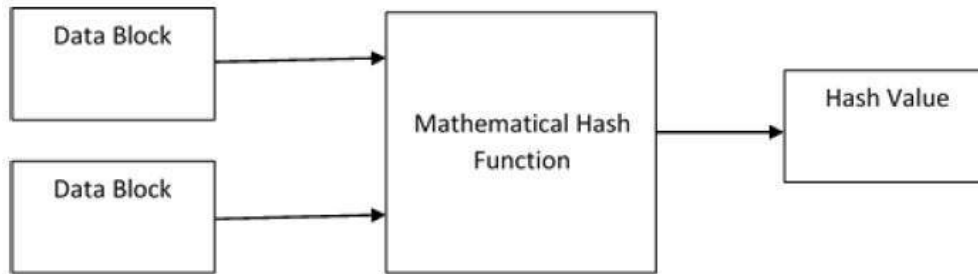 Data Block
Data Block
Mathematical Hash
Function
Hash Value